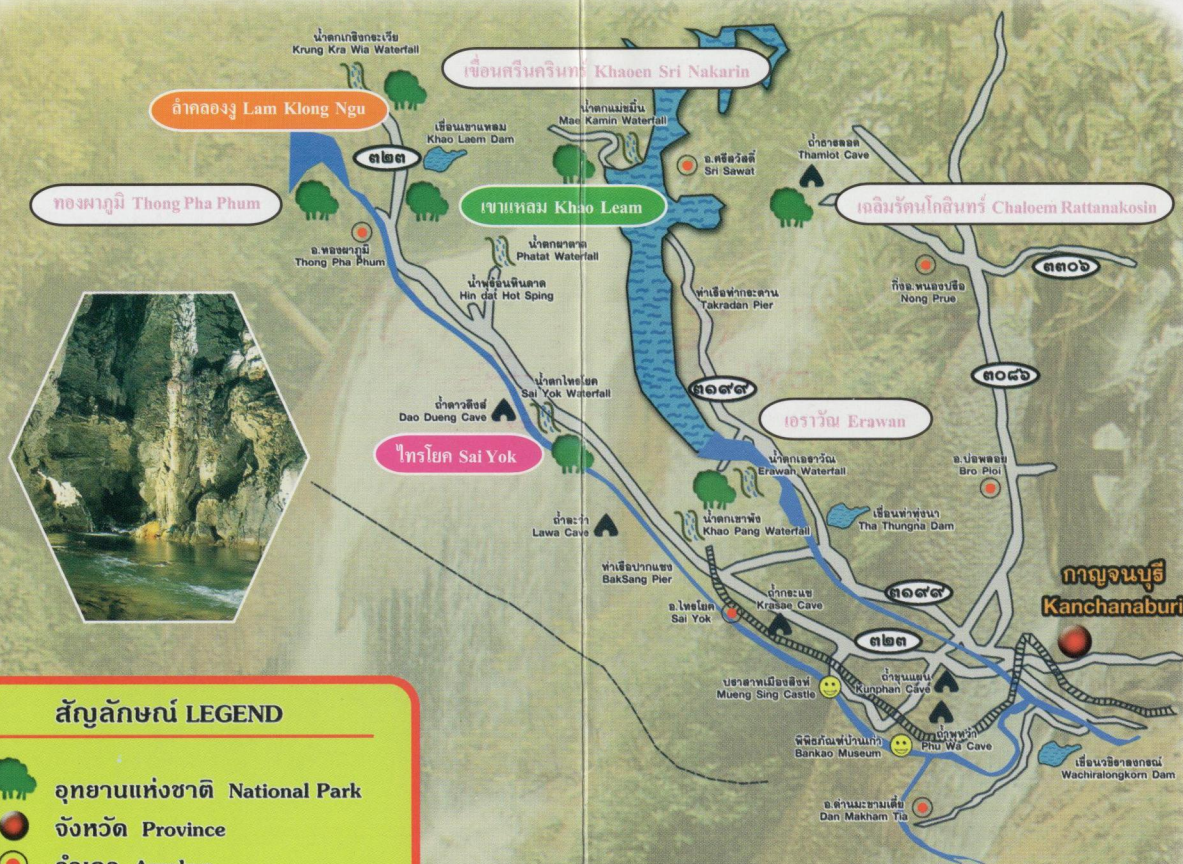 น้ำตกเกริงกระเวีย
Krung Kra Wia Waterfall
เขื่อนศรีนครินทร์ Khaoen Sri Nakarin
ลำคลองงู Lam Klong Ngu
น้ำตกแม่ขมิ้น
Mae Kamin Waterfall
เขื่อนเขาแหลม
Khao Laem Dam
๓๒๓
อ.ศรีสวัสดิ์
Sri Sawat
ถ้ำธารลอด
Thamlot Cave
ทองผาภูมิ Thong Pha Phum
เขาแหลม Khao Leam
เฉลิมรัตนโกสินทร์ Chaloem Rattanakosin
อ.ทองผาภูมิ
Thong Pha Phum
น้ำตกผาตาด
Phatat Waterfall
น้ำพุร้อนหินดาด
Hin dat Hot Sping
ท่าเรือท่ากระดาน
Takradan Pier
กิ่งอ.หนองปรือ
Nong Prue
๓๓๐๖
๓๑๙๙
๓๐๘๖
น้ำตกไทรโยค
Sai Yok Waterfall
ถ้ำดาวดึงส์
Dao Dueng Cave
เอราวัณ Erawan
ไทรโยค Sai Yok
น้ำตกเอราวัณ
Erawan Waterfall
อ.บ่อพลอย
Bro Ploi
ถ้ำละว้า
Lawa Cave
น้ำตกเขาพัง
Khao Pang Waterfall
เขื่อนท่าทุ่งนา
Tha Thungna Dam
ท่าเรือปากแซง
BakSang Pier
กาญจนบุรี
Kanchanaburi
อ.ไทรโยค
Sai Yok
ถ้ำกระแซ
Krasae Cave
๓๑๙๙
๓๒๓
ปราสาทเมืองสิงห์
Mueng Sing Castle
ถ้ำขุนแผน
Kunphan Cave
พิพิธภัณฑ์บ้านเก่า
Bankao Museum
ถ้ำพุหว้า
Phu Wa Cave
เขื่อนวชิราลงกรณ์
Wachiralongkorn Dam
อ.ด่านมะขามเตี้ย
Dan Makham Tia
สัญลักษณ์ LEGEND
อุทยานแห่งชาติ National Park
จังหวัด Province